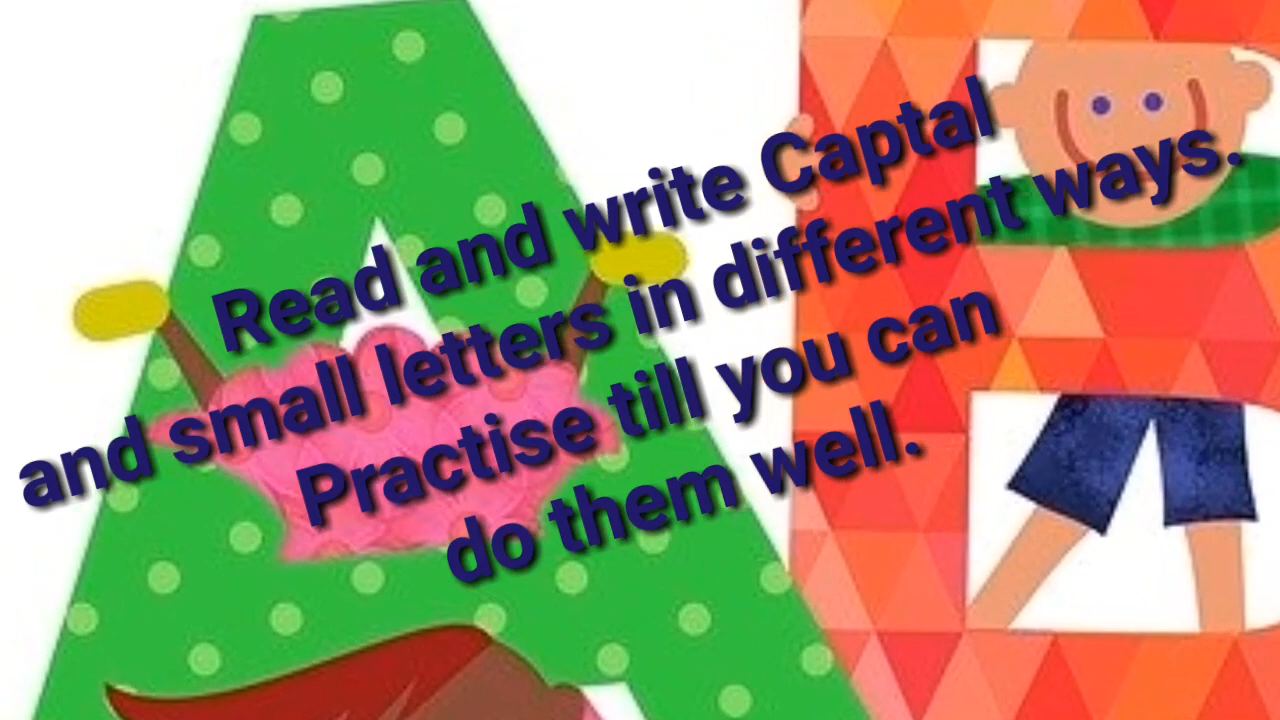 Read and write Captal
and small letters in different ways.
Practise till you can
do them well.